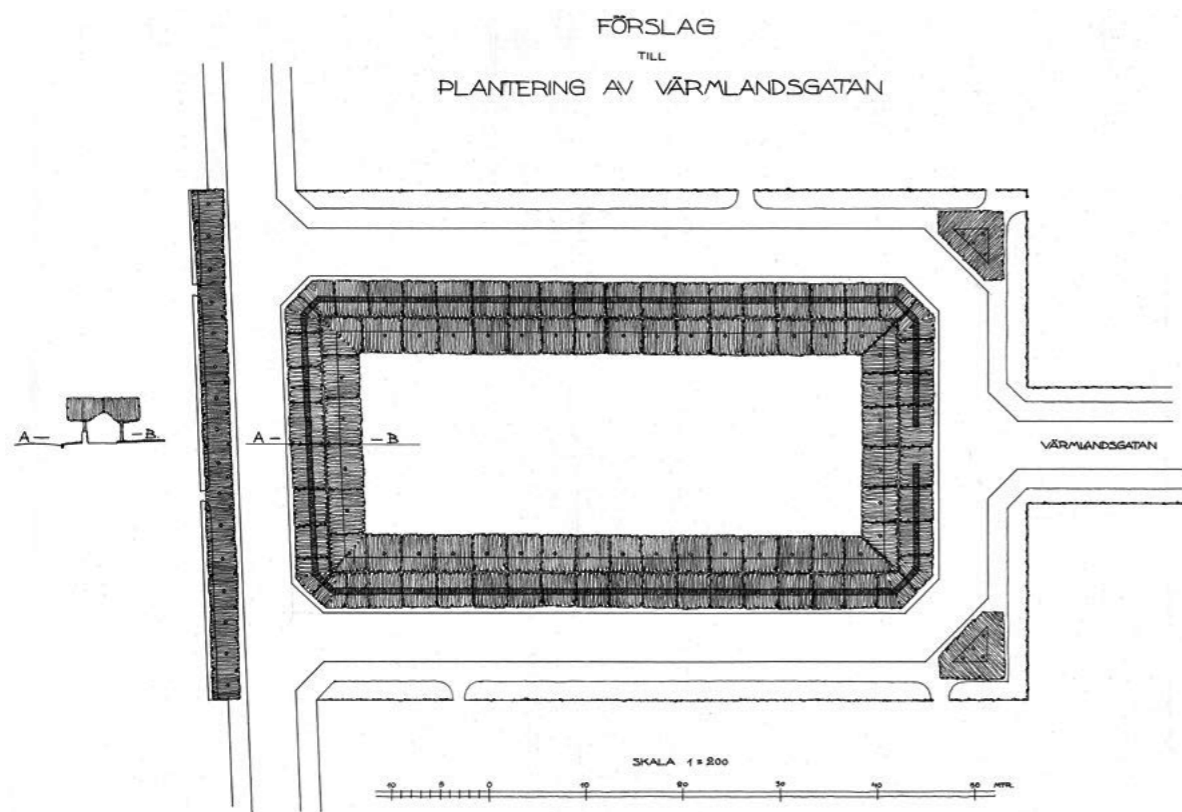 FÖRSLAG
TILL
PLANTERING AV VÄRMLANDSGATAN
A — — B.
A — — B
VÄRMLANDSGATAN
SKALA 1=200
10 5 0 10 20 30 40 50 MTR.